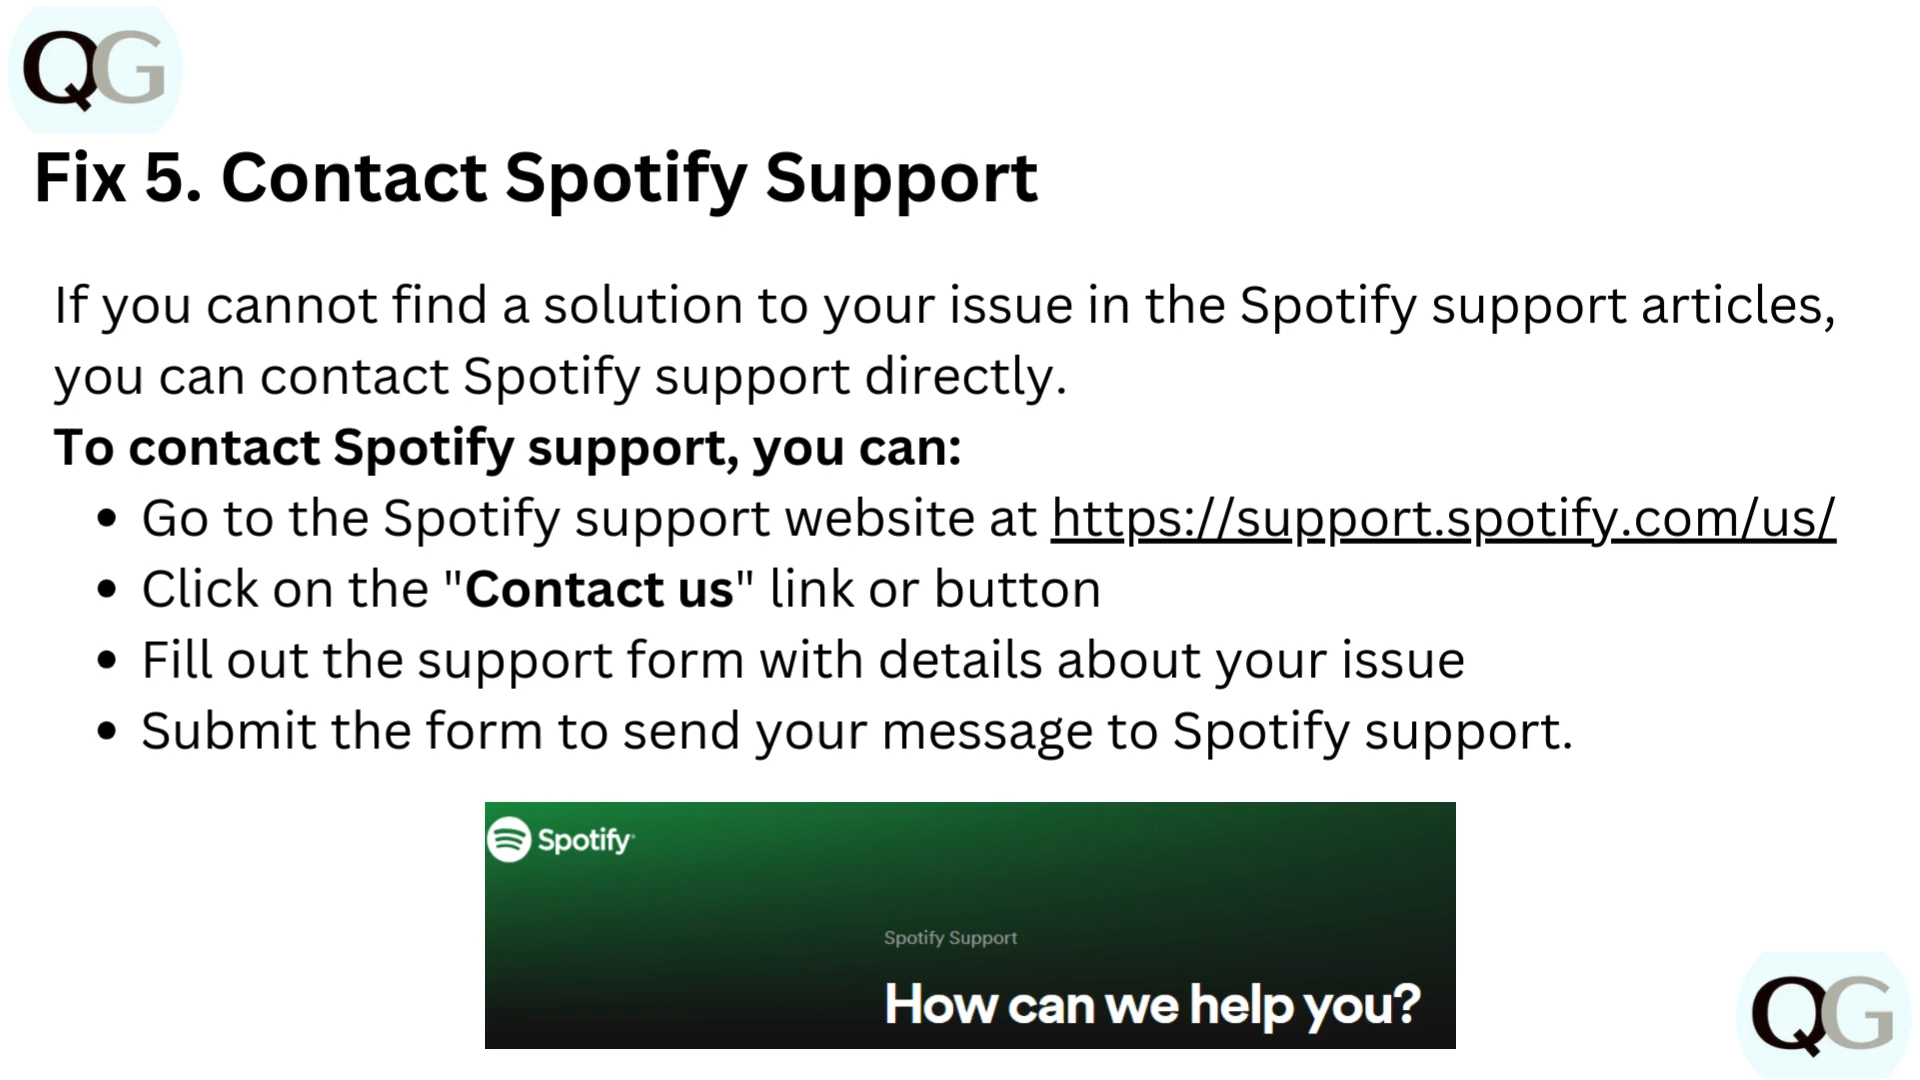 QG
Fix 5. Contact Spotify Support
If you cannot find a solution to your issue in the Spotify support articles,
you can contact Spotify support directly.
To contact Spotify support, you can:
• Go to the Spotify support website at https://support.spotify.com/us/
• Click on the "Contact us" link or button
• Fill out the support form with details about your issue
• Submit the form to send your message to Spotify support.
Spotify
Spotify Support
How can we help you?
QG